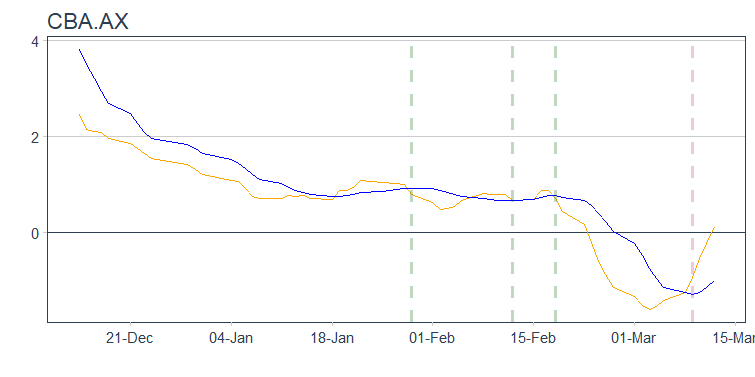 CBA.AX
4
2
0
21-Dec
04-Jan
18-Jan
01-Feb
15-Feb
01-Mar
15-Mar